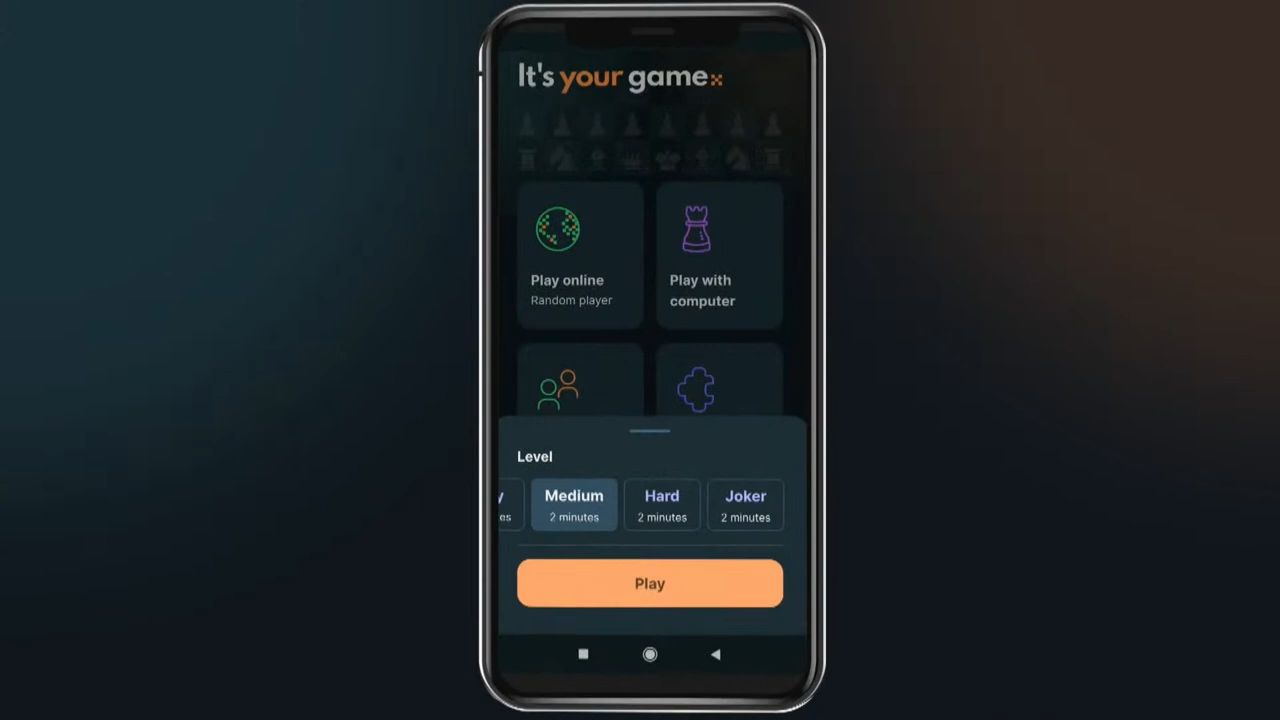 It's your game
Play online
Random player
Play with
computer
Level
y
es
Medium
2 minutes
Hard
2 minutes
Joker
2 minutes
Play